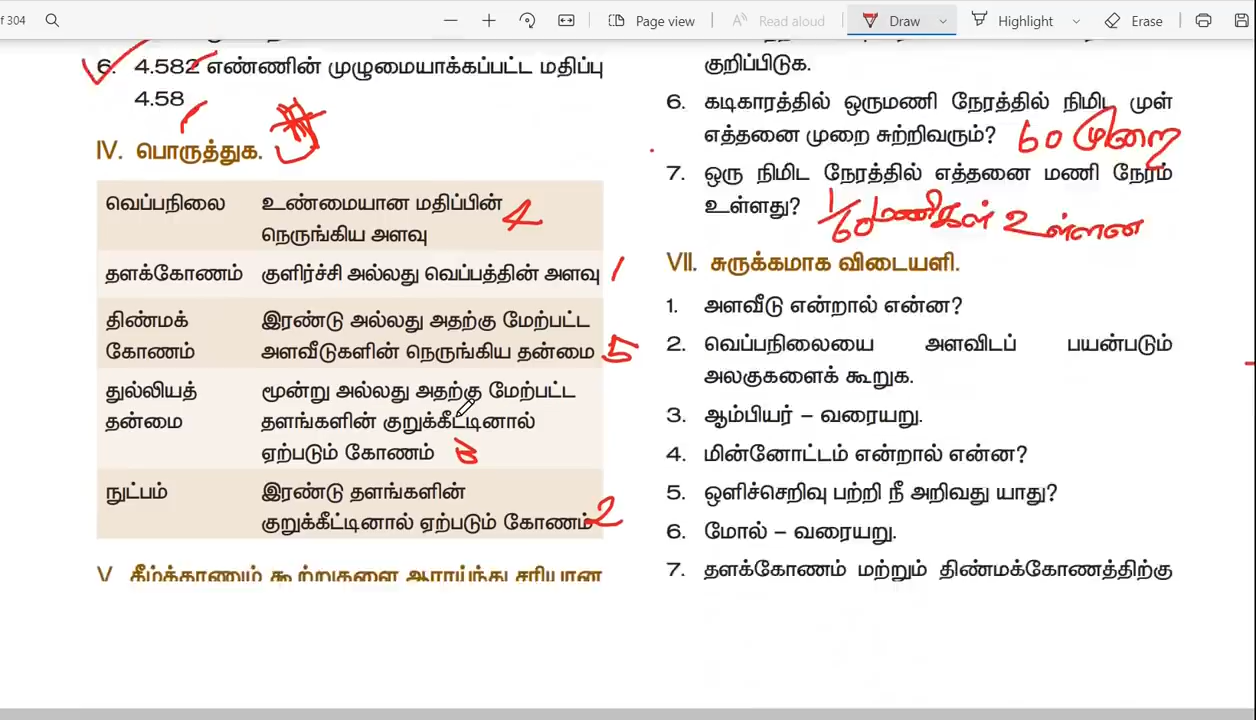 f 304
Page view
Read aloud
Draw
Highlight
Erase
6. 4.582 எண்ணின் முழுமையாக்கப்பட்ட மதிப்பு
4.58
IV. பொருத்துக.
வெப்பநிலை உண்மையான மதிப்பின் 4
நெருங்கிய அளவு
தளக்கோணம் குளிர்ச்சி அல்லது வெப்பத்தின் அளவு 1
திண்மக் இரண்டு அல்லது அதற்கு மேற்பட்ட
கோணம் அளவீடுகளின் நெருங்கிய தன்மை 5
துல்லியத் மூன்று அல்லது அதற்கு மேற்பட்ட
தன்மை தளங்களின் குறுக்கீட்டினால்
ஏற்படும் கோணம் 3
நுட்பம் இரண்டு தளங்களின்
குறுக்கீட்டினால் ஏற்படும் கோணம் 2
V கீழ்க்காணும் கூற்றுகளை ஆராய்ந்து சரியான
குறிப்பிடுக.
6. கடிகாரத்தில் ஒருமணி நேரத்தில் நிமிட முள்
எத்தனை முறை சுற்றிவரும்? 60 முறை
7. ஒரு நிமிட நேரத்தில் எத்தனை மணி நேரம்
உள்ளது? 1/60 மணிகள் உள்ளன
VII. சுருக்கமாக விடையளி.
1. அளவீடு என்றால் என்ன?
2. வெப்பநிலையை அளவிடப் பயன்படும்
அலகுகளைக் கூறுக.
3. ஆம்பியர் – வரையறு.
4. மின்னோட்டம் என்றால் என்ன?
5. ஒளிச்செறிவு பற்றி நீ அறிவது யாது?
6. மோல் – வரையறு.
7. தளக்கோணம் மற்றும் திண்மக்கோணத்திற்கு